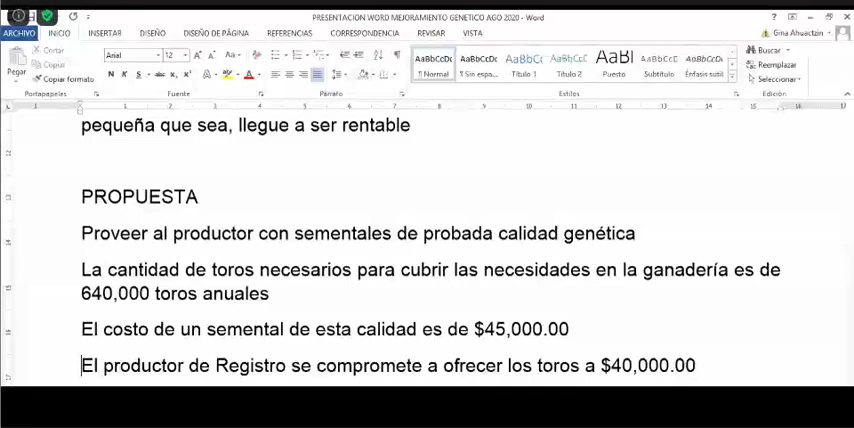 PRESENTACION WORD MEJORAMIENTO GENETICO AGO 2020 - Word
ARCHIVO INICIO INSERTAR DISEÑO DISEÑO DE PÁGINA REFERENCIAS CORRESPONDENCIA REVISAR VISTA Gina Ahuactzin
Cortar
Copiar
Copiar formato
Pegar
Portapapeles
Arial 12
N K S abc x₂ x²
Fuente
Párrafo
AaBbCcDc AaBbCcDc AaBbCc AaBbCcC AaBl AaBbCcC AaBbCcDc
¶ Normal ¶ Sin espa... Título 1 Título 2 Puesto Subtítulo Énfasis sutil
Estilos
Buscar
Reemplazar
Seleccionar
Edición
pequeña que sea, llegue a ser rentable
PROPUESTA
Proveer al productor con sementales de probada calidad genética
La cantidad de toros necesarios para cubrir las necesidades en la ganadería es de
640,000 toros anuales
El costo de un semental de esta calidad es de $45,000.00
El productor de Registro se compromete a ofrecer los toros a $40,000.00